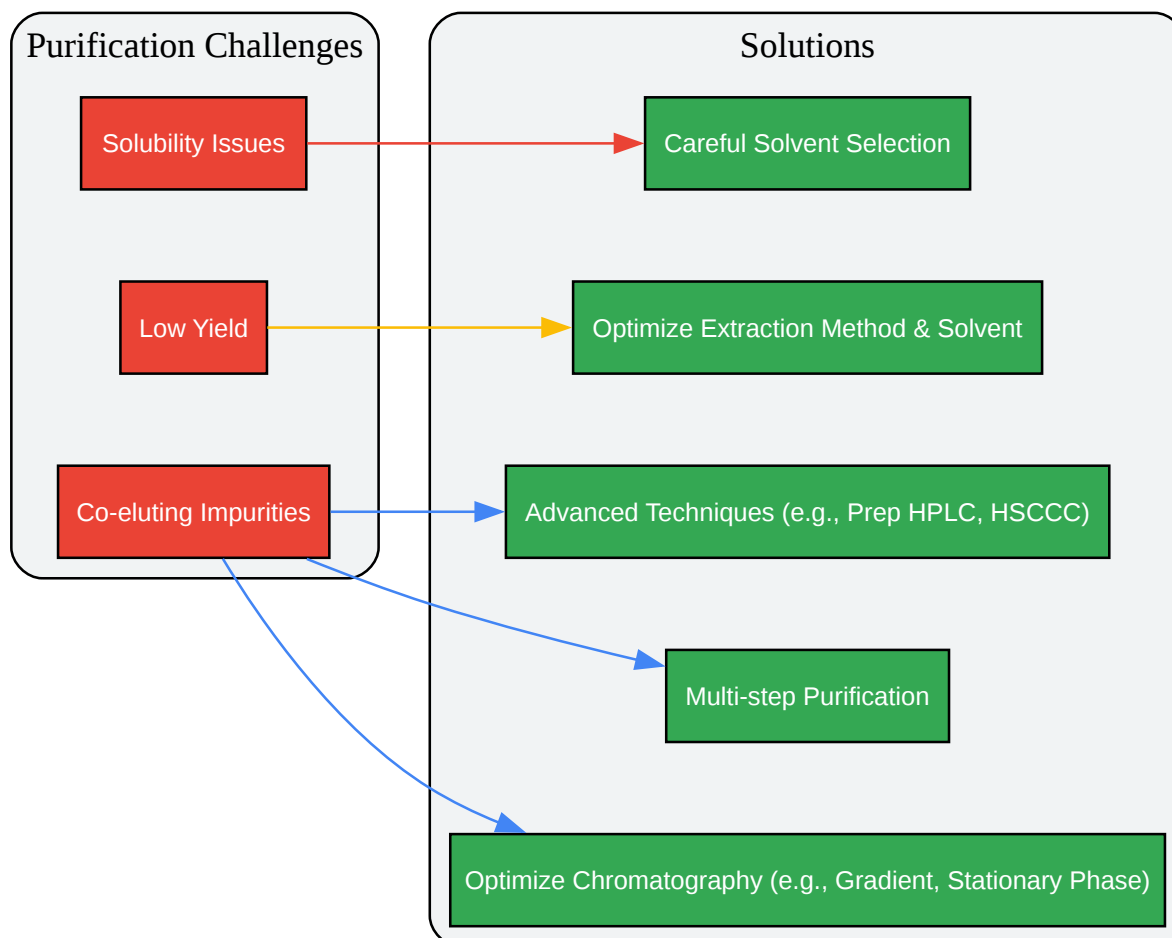 Purification Challenges
Solutions
Solubility Issues
Careful Solvent Selection
Low Yield
Optimize Extraction Method & Solvent
Co-eluting Impurities
Advanced Techniques (e.g., Prep HPLC, HSCCC)
Multi-step Purification
Optimize Chromatography (e.g., Gradient, Stationary Phase)